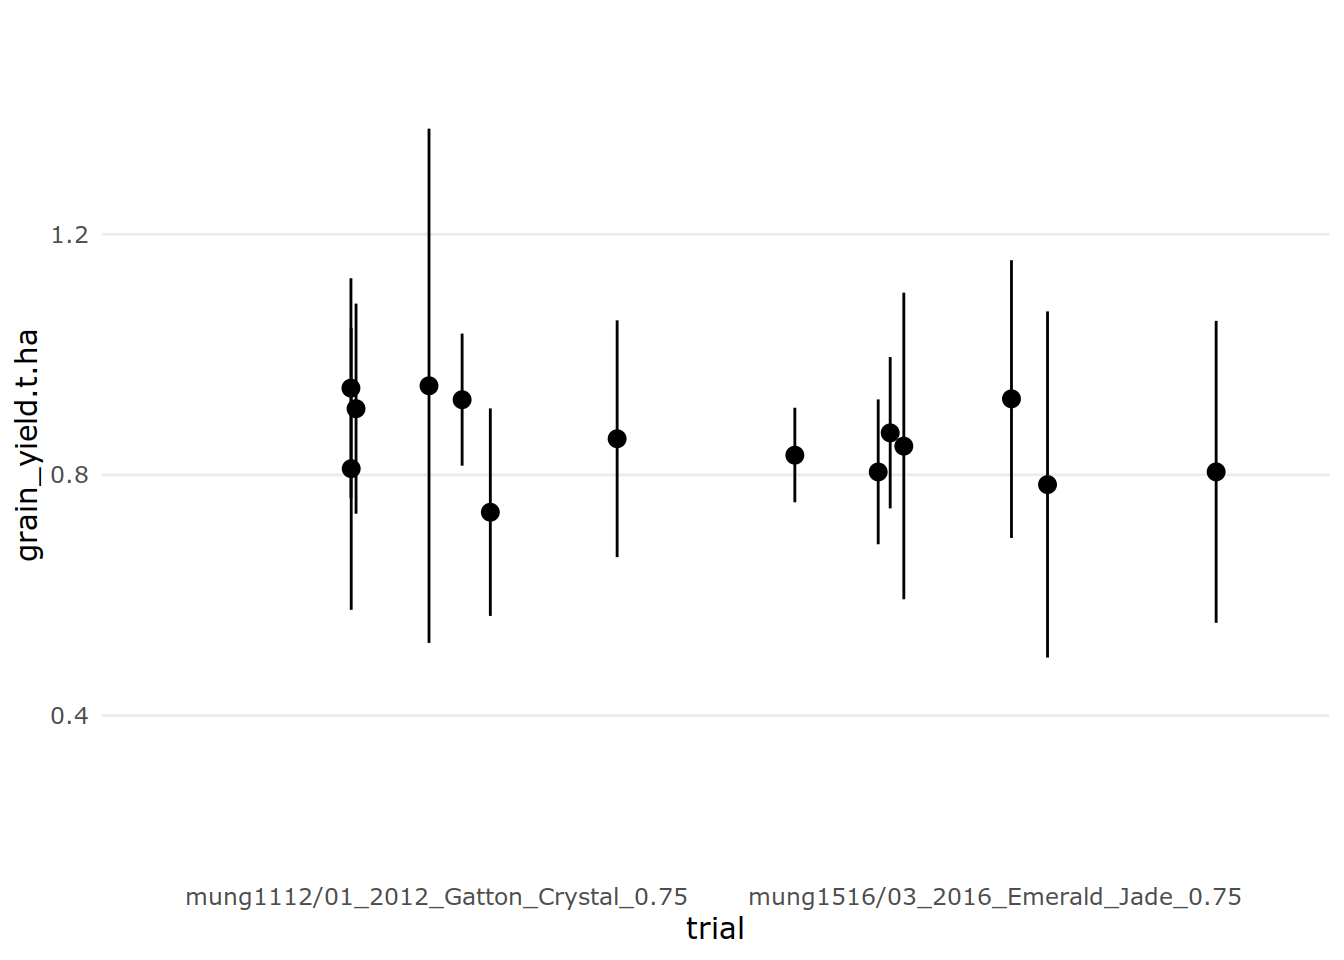 1.2
0.8
0.4
grain_yield.t.ha
mung1112/01_2012_Gatton_Crystal_0.75
mung1516/03_2016_Emerald_Jade_0.75
trial